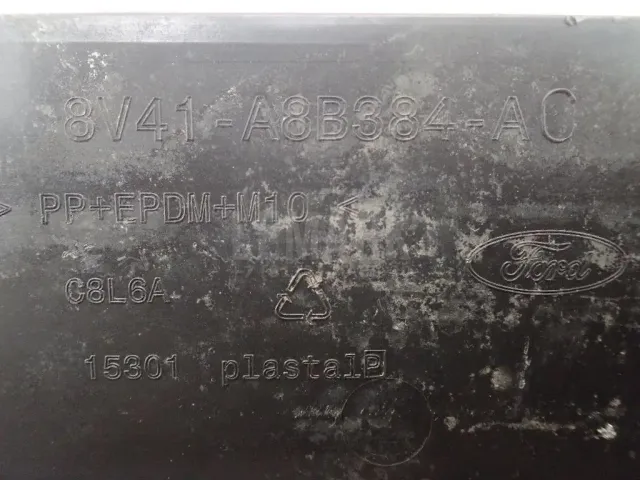 8V41-A8B384-AC
> PP+EPDM+M10 <
Ford
C8L6A
15301 plastal P